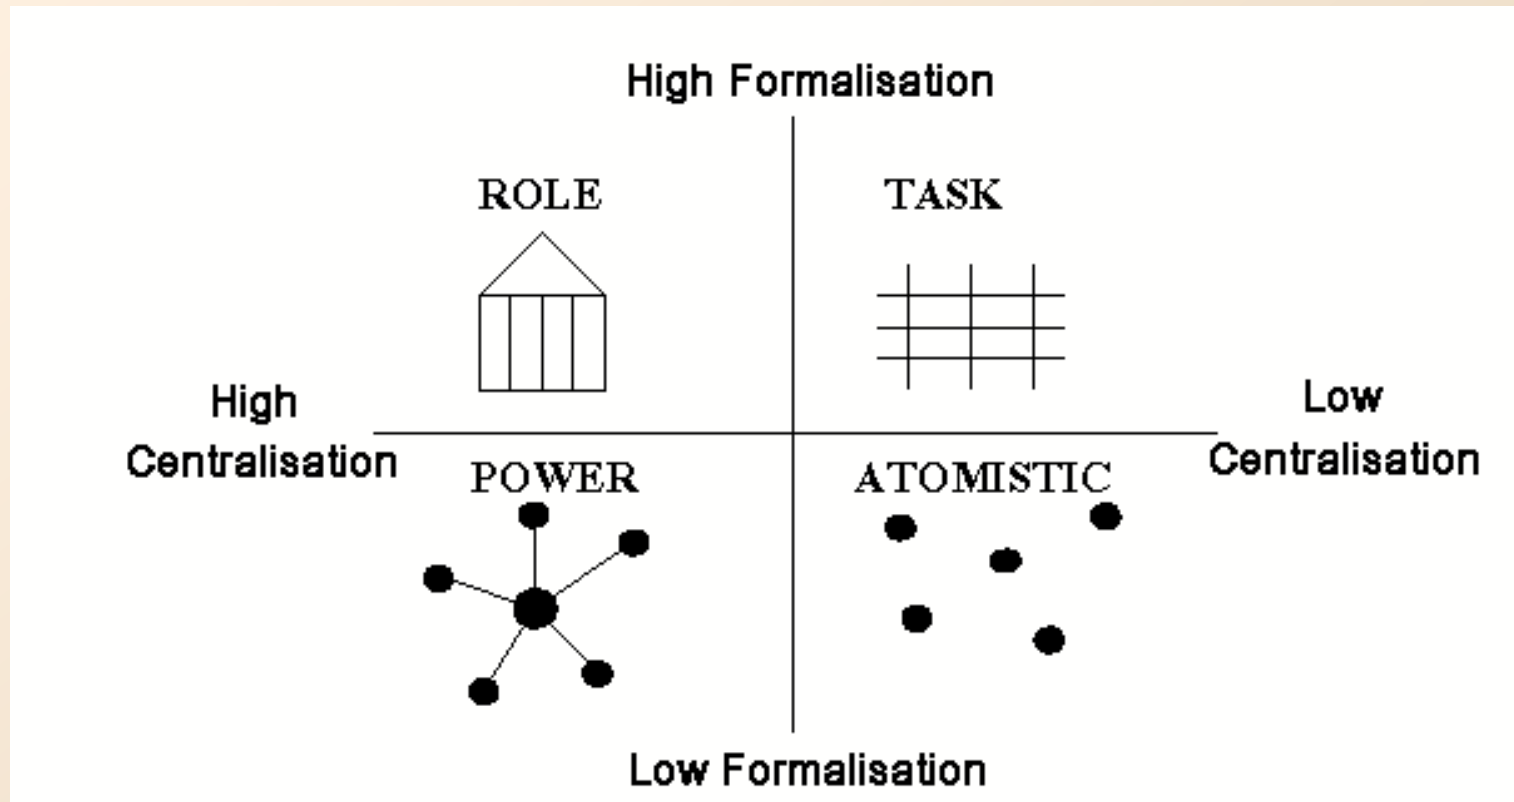 High Formalisation
ROLE
TASK
High
Centralisation
Low
Centralisation
POWER
ATOMISTIC
Low Formalisation